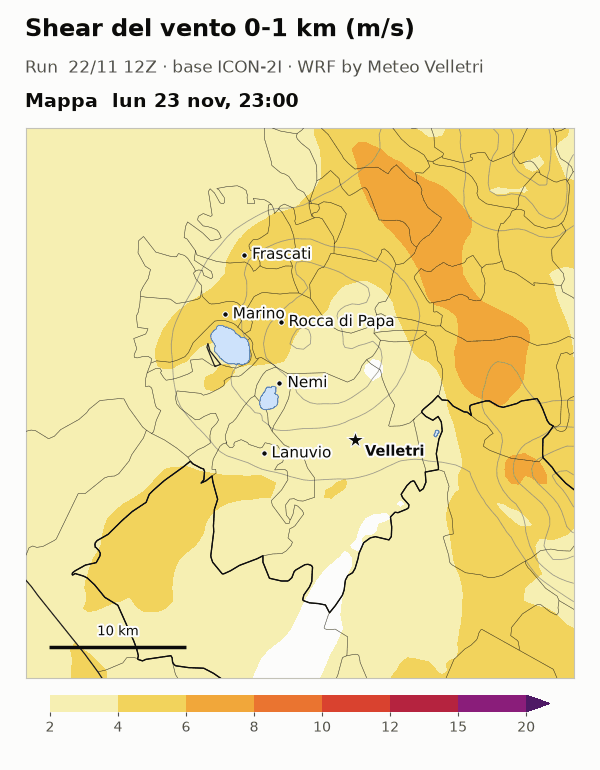 Shear del vento 0-1 km (m/s)
Run  22/11 12Z · base ICON-2I · WRF by Meteo Velletri
Mappa  lun 23 nov, 23:00
Frascati
Marino
Rocca di Papa
Nemi
Velletri
Lanuvio
10 km
2 4 6 8 10 12 15 20